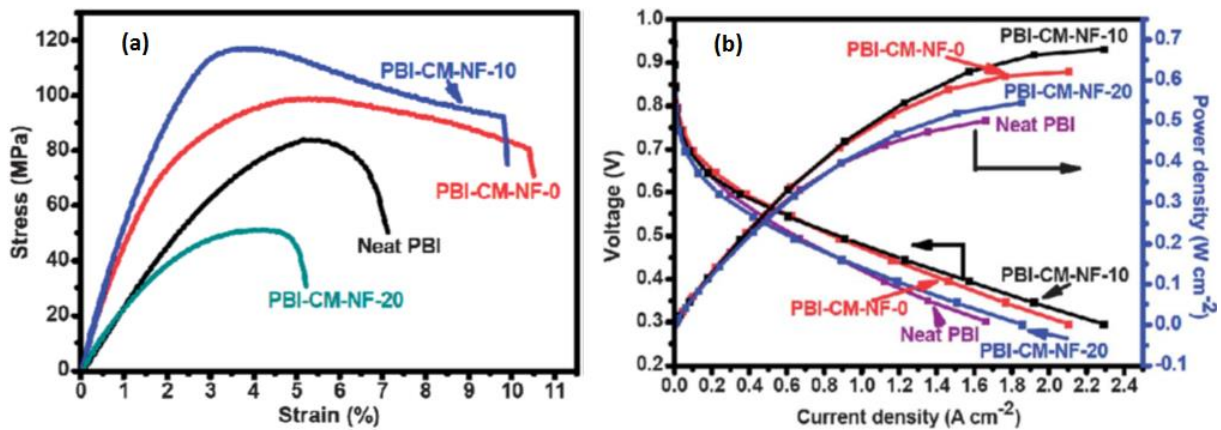 (a)
120
100
80
60
40
20
0
Stress (MPa)
PBI-CM-NF-10
PBI-CM-NF-0
Neat PBI
PBI-CM-NF-20
0 1 2 3 4 5 6 7 8 9 10 11
Strain (%)
(b)
1.0
0.9
0.8
0.7
0.6
0.5
0.4
0.3
0.2
Voltage (V)
PBI-CM-NF-10
PBI-CM-NF-0
PBI-CM-NF-20
Neat PBI
PBI-CM-NF-10
PBI-CM-NF-0
Neat PBI
PBI-CM-NF-20
0.7
0.6
0.5
0.4
0.3
0.2
0.1
0.0
-0.1
Power density (W cm⁻²)
0.0 0.2 0.4 0.6 0.8 1.0 1.2 1.4 1.6 1.8 2.0 2.2 2.4
Current density (A cm⁻²)